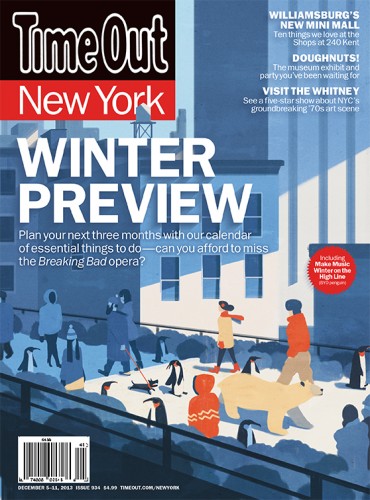 Time Out
New York
WILLIAMSBURG'S
NEW MINI MALL
Ten things we love at the
Shops at 240 Kent
DOUGHNUTS!
The museum exhibit and
party you've been waiting for
VISIT THE WHITNEY
See a five-star show about NYC's
groundbreaking '70s art scene
WINTER
PREVIEW
Plan your next three months with our calendar
of essential things to do—can you afford to miss
the Breaking Bad opera?
Including
Make Music
Winter on the
High Line
(BYO penguin)
DECEMBER 5–11, 2013 ISSUE 934 $4.99 TIMEOUT.COM/NEWYORK